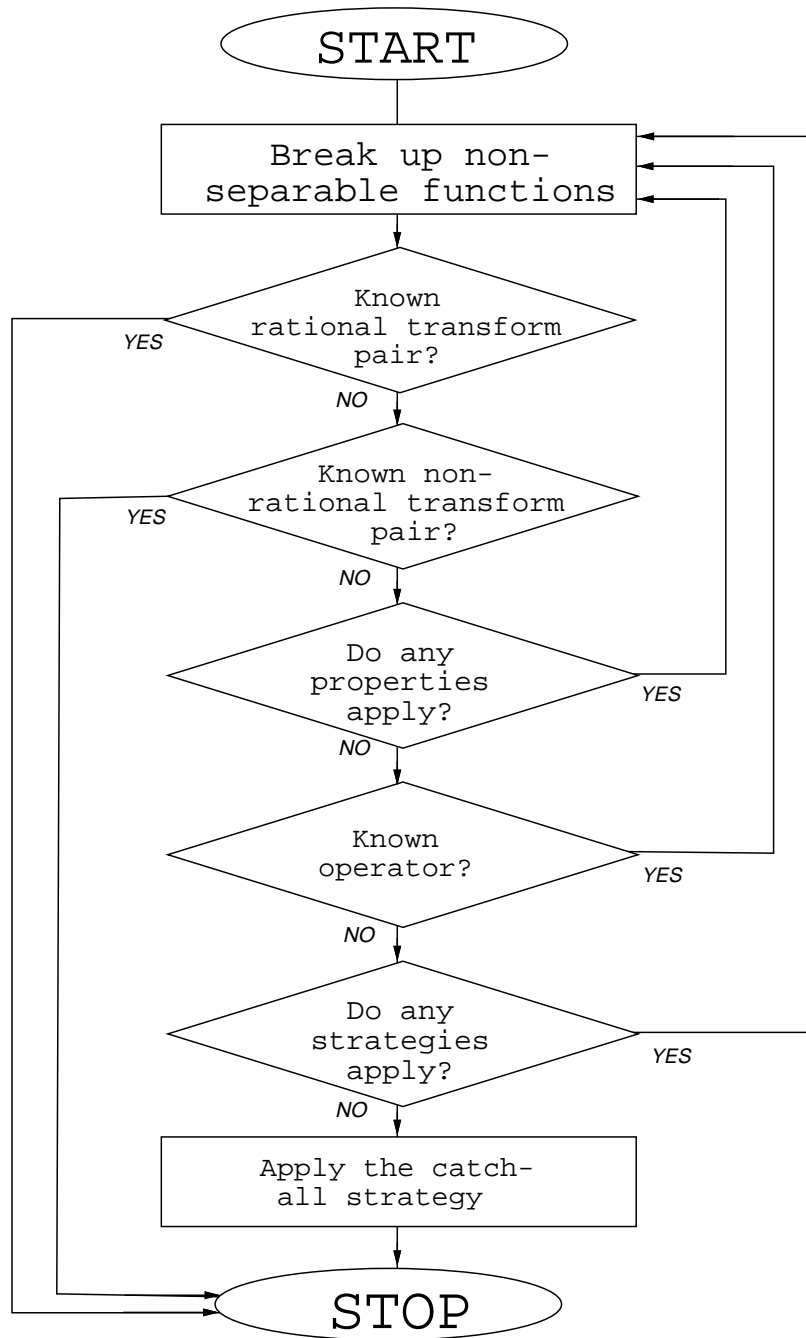 START
Break up non-
separable functions
Known
rational transform
pair?
YES
NO
Known non-
rational transform
pair?
YES
NO
Do any
properties
apply?
YES
NO
Known
operator?
YES
NO
Do any
strategies
apply?
YES
NO
Apply the catch-
all strategy
STOP